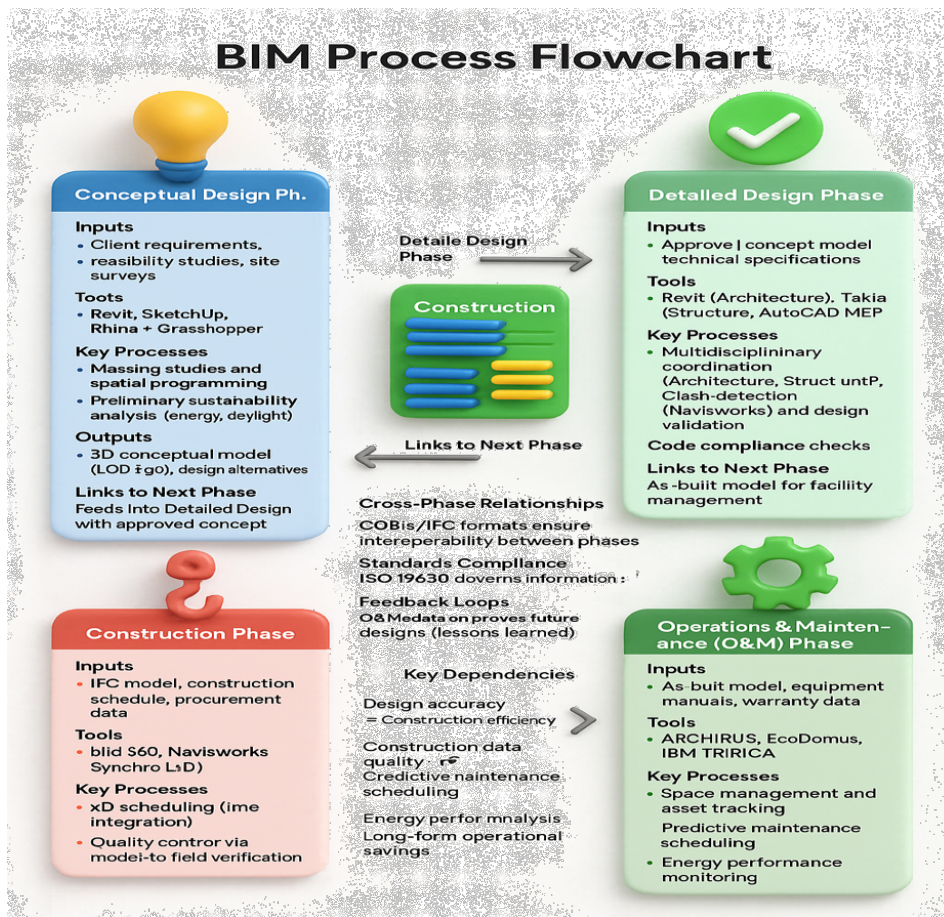 BIM Process Flowchart
Conceptual Design Ph.
Inputs
• Client requirements,
• reasibility studies, site
surveys
Toots
• Revit, SketchUp,
Rhina + Grasshopper
Key Processes
• Massing studies and
spatial programming
• Preliminary sustahability
analysis (energy, deylight)
Outputs
• 3D conceptual model
(LOD design alternatives
Links to Next Phase
Feeds Into Detailed Design
with approved concept
Detaile Design
Phase
Construction
Links to Next Phase
Detailed Design Phase
Inputs
• Approve | concept model
technical specifications
Tools
• Revit (Architecture). Takia
(Structure, AutoCAD MEP
Key Processes
• Multidisciplininary
coordination
(Architecture, Struct untP,
Clash-detection
(Navisworks) and design
validation
Code compliance checks
Links to Next Phase
As-buiit model for faciliity
management
Cross-Phase Relationships
COBis/IFC formats ensure
intereperability between phases
Standards Compllance
ISO 19630 doverns information :
Feedback Loops
O&Medata on proves future
designs (lessons learned)
Key Dependencies
Design accuracy
= Construction efficiency
Construction data
quality
Credictive naintenance
scheduling
Energy perfor mnalysis
Long-form operational
savings
Construction Phase
Inputs
• IFC model, construction
schedule, procurement
data
Tools
• blid S60, Navisworks
Synchro
Key Processes
• xD scheduling (ime
integration)
• Quality contror via
model-to field verification
Operations & Mainten-
ance (O&M) Phase
Inputs
• As-buit model, equipment
manuais, warranty data
Tools
• ARCHIRUS, EcoDomus,
IBM TRIRICA
Key Processes
• Space management and
asset tracking
Predictive maintenance
scheduling
• Energy performance
monitoring